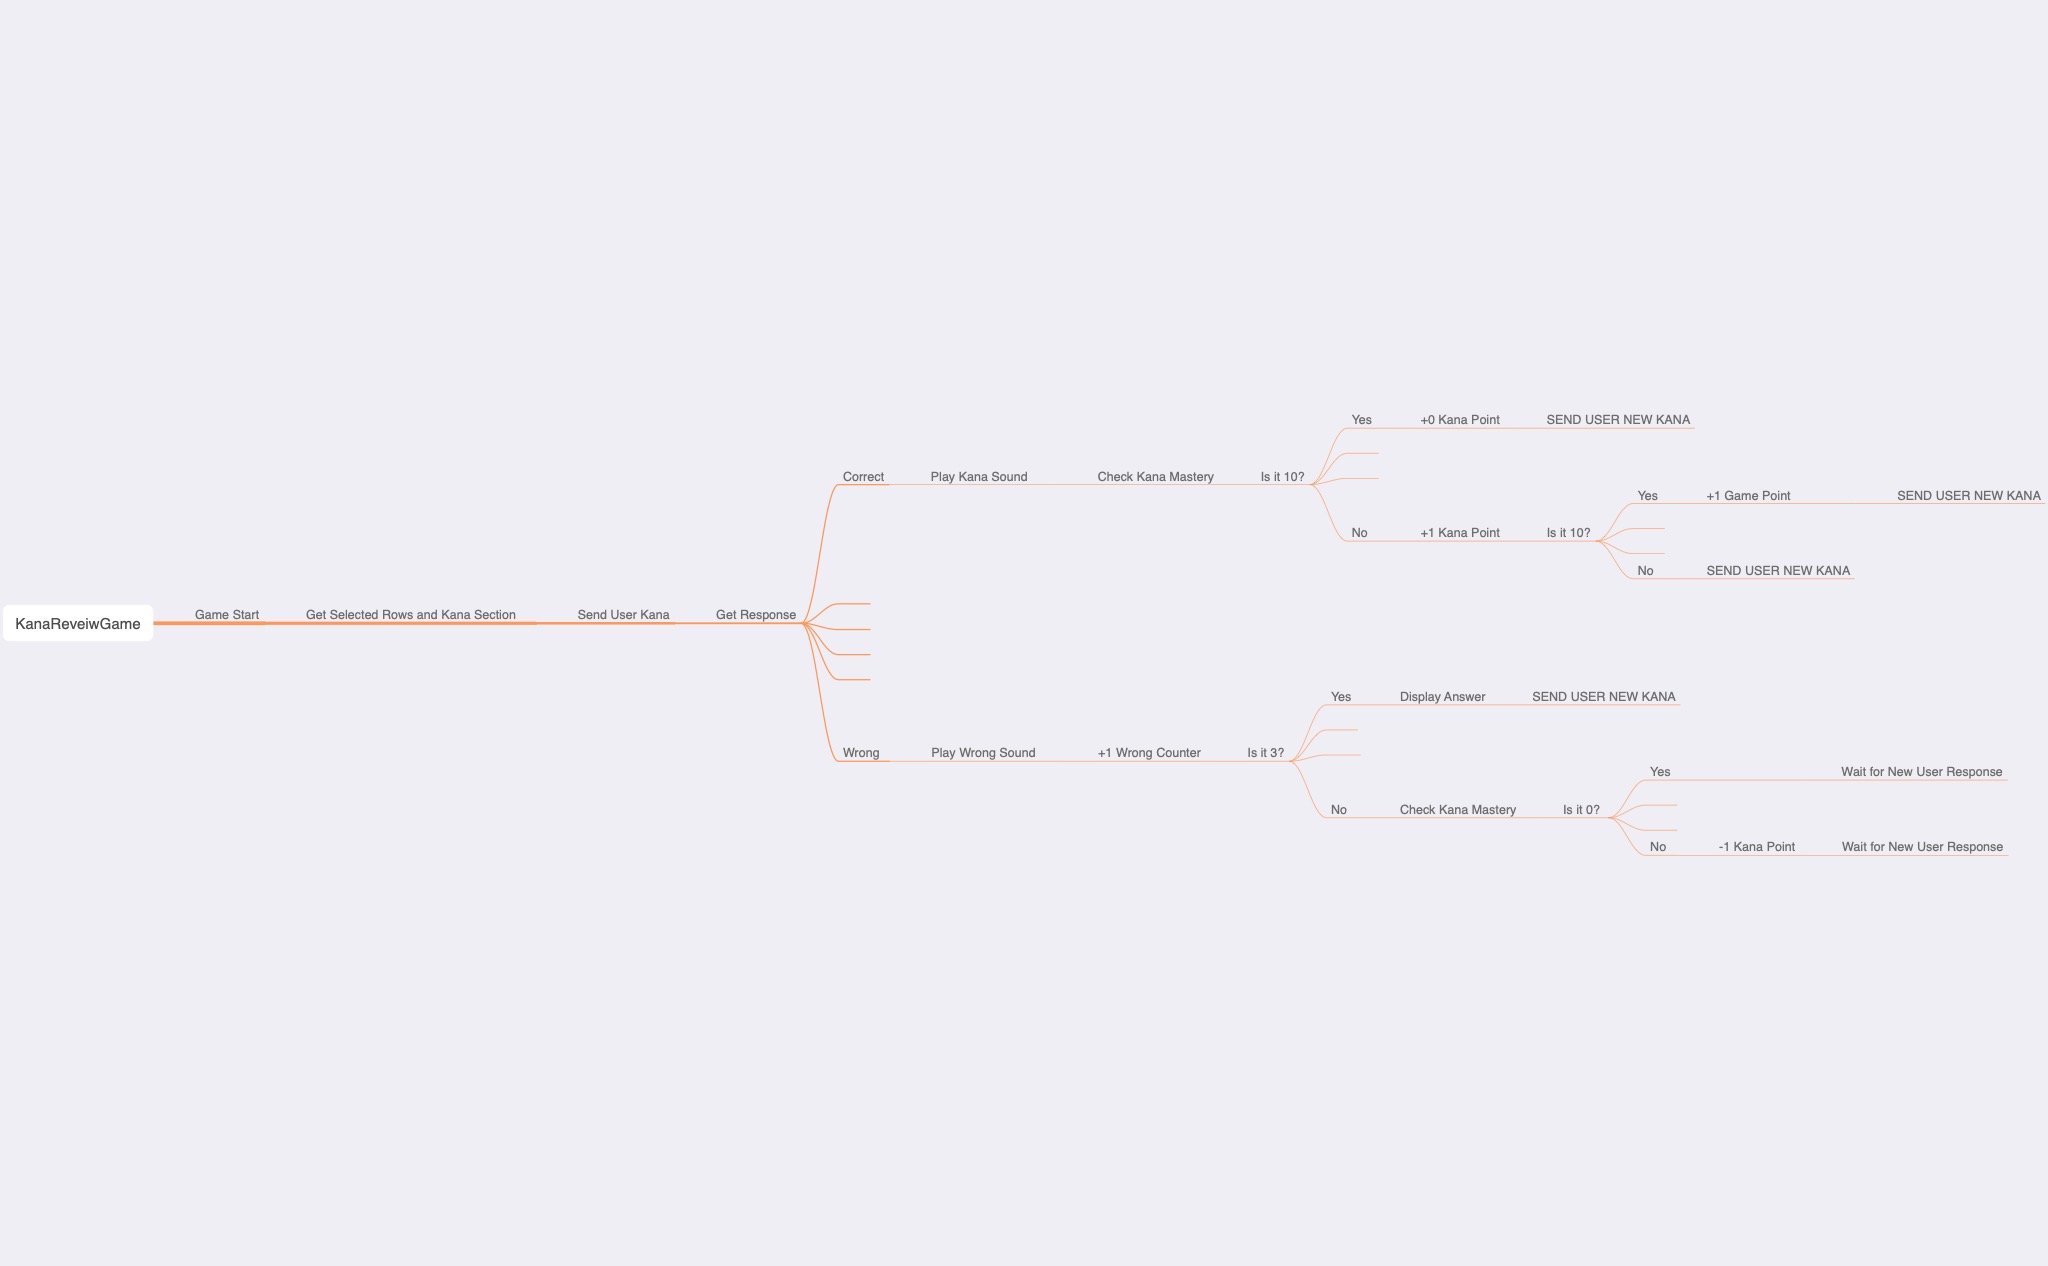 KanaReveiwGame
Game Start
Get Selected Rows and Kana Section
Send User Kana
Get Response
Correct
Play Kana Sound
Check Kana Mastery
Is it 10?
Yes
+0 Kana Point
SEND USER NEW KANA
No
+1 Kana Point
Is it 10?
Yes
+1 Game Point
SEND USER NEW KANA
No
SEND USER NEW KANA
Wrong
Play Wrong Sound
+1 Wrong Counter
Is it 3?
Yes
Display Answer
SEND USER NEW KANA
No
Check Kana Mastery
Is it 0?
Yes
Wait for New User Response
No
-1 Kana Point
Wait for New User Response